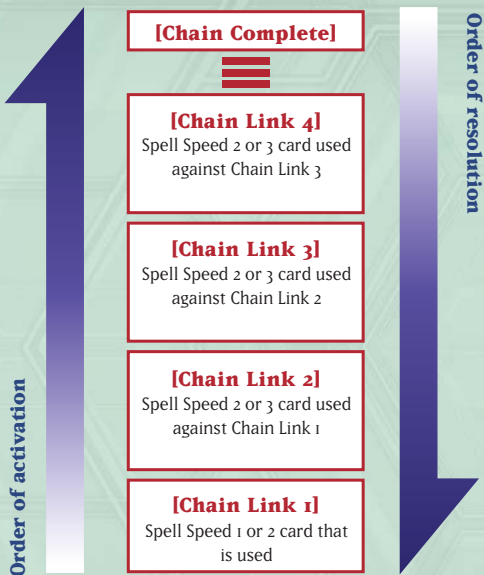 [Chain Complete]
[Chain Link 4]
Spell Speed 2 or 3 card used
against Chain Link 3
[Chain Link 3]
Spell Speed 2 or 3 card used
against Chain Link 2
[Chain Link 2]
Spell Speed 2 or 3 card used
against Chain Link 1
[Chain Link 1]
Spell Speed 1 or 2 card that
is used
Order of activation
Order of resolution